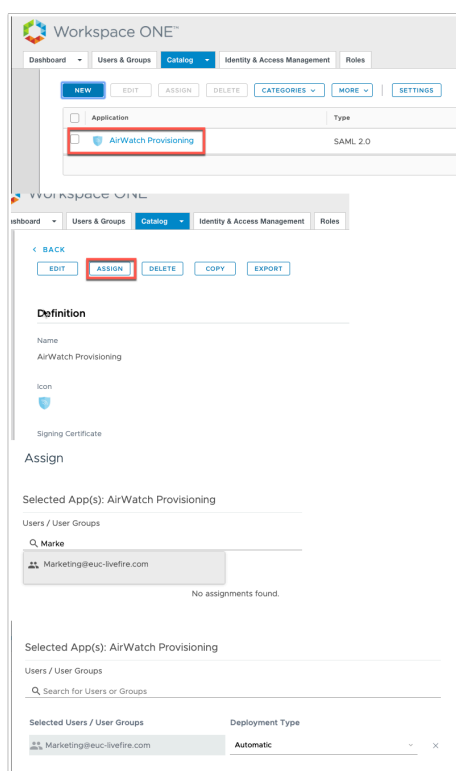 Workspace ONE™
Dashboard Users & Groups Catalog Identity & Access Management Roles
NEW EDIT ASSIGN DELETE CATEGORIES MORE SETTINGS
Application Type
AirWatch Provisioning SAML 2.0
Workspace ONE
shboard Users & Groups Catalog Identity & Access Management Roles
< BACK
EDIT ASSIGN DELETE COPY EXPORT
Definition
Name
AirWatch Provisioning
Icon
Signing Certificate
Assign
Selected App(s): AirWatch Provisioning
Users / User Groups
Marke
Marketing@euc-livefire.com
No assignments found.
Selected App(s): AirWatch Provisioning
Users / User Groups
Search for Users or Groups
Selected Users / User Groups Deployment Type
Marketing@euc-livefire.com Automatic ×